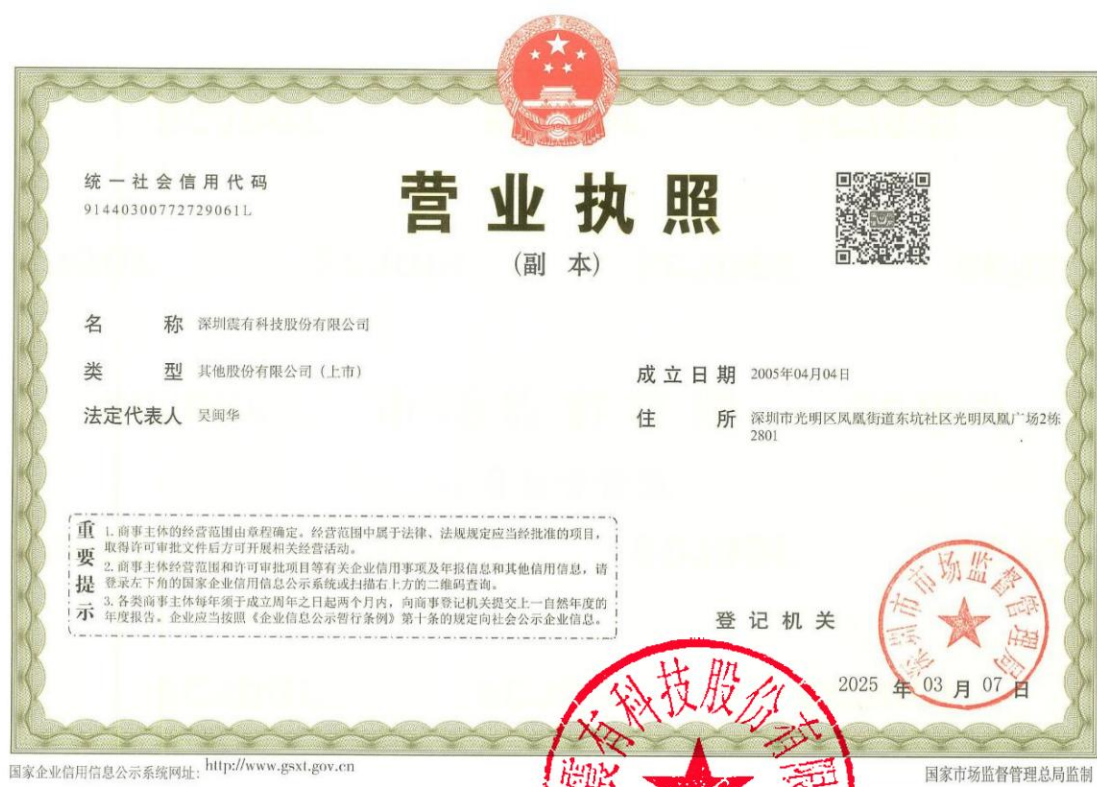 统一社会信用代码
91440300772729061L
营业执照
(副 本)
名 称 深圳震有科技股份有限公司
类 型 其他股份有限公司（上市）
法定代表人 吴闽华
成立日期 2005年04月04日
住 所 深圳市光明区凤凰街道东坑社区光明凤凰广场2栋
2801
重要提示
1. 商事主体的经营范围由章程确定。经营范围中属于法律、法规规定应当经批准的项目，
取得许可审批文件后方可开展相关经营活动。
2. 商事主体经营范围和许可审批项目等有关企业信用事项及年报信息和其他信用信息，请
登录左下角的国家企业信用信息公示系统或扫描右上方的二维码查询。
3. 各类商事主体每年须于成立周年之日起两个月内，向商事登记机关提交上一自然年度的
年度报告。企业应当按照《企业信息公示暂行条例》第十条的规定向社会公示企业信息。
登记机关
深圳市市场监督管理局
2025 年 03 月 07 日
震有科技股份有限
国家企业信用信息公示系统网址: http://www.gsxt.gov.cn
国家市场监督管理总局监制